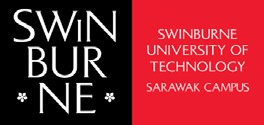 SWiN
BUR
* NE *
SWINBURNE
UNIVERSITY OF
TECHNOLOGY
SARAWAK CAMPUS